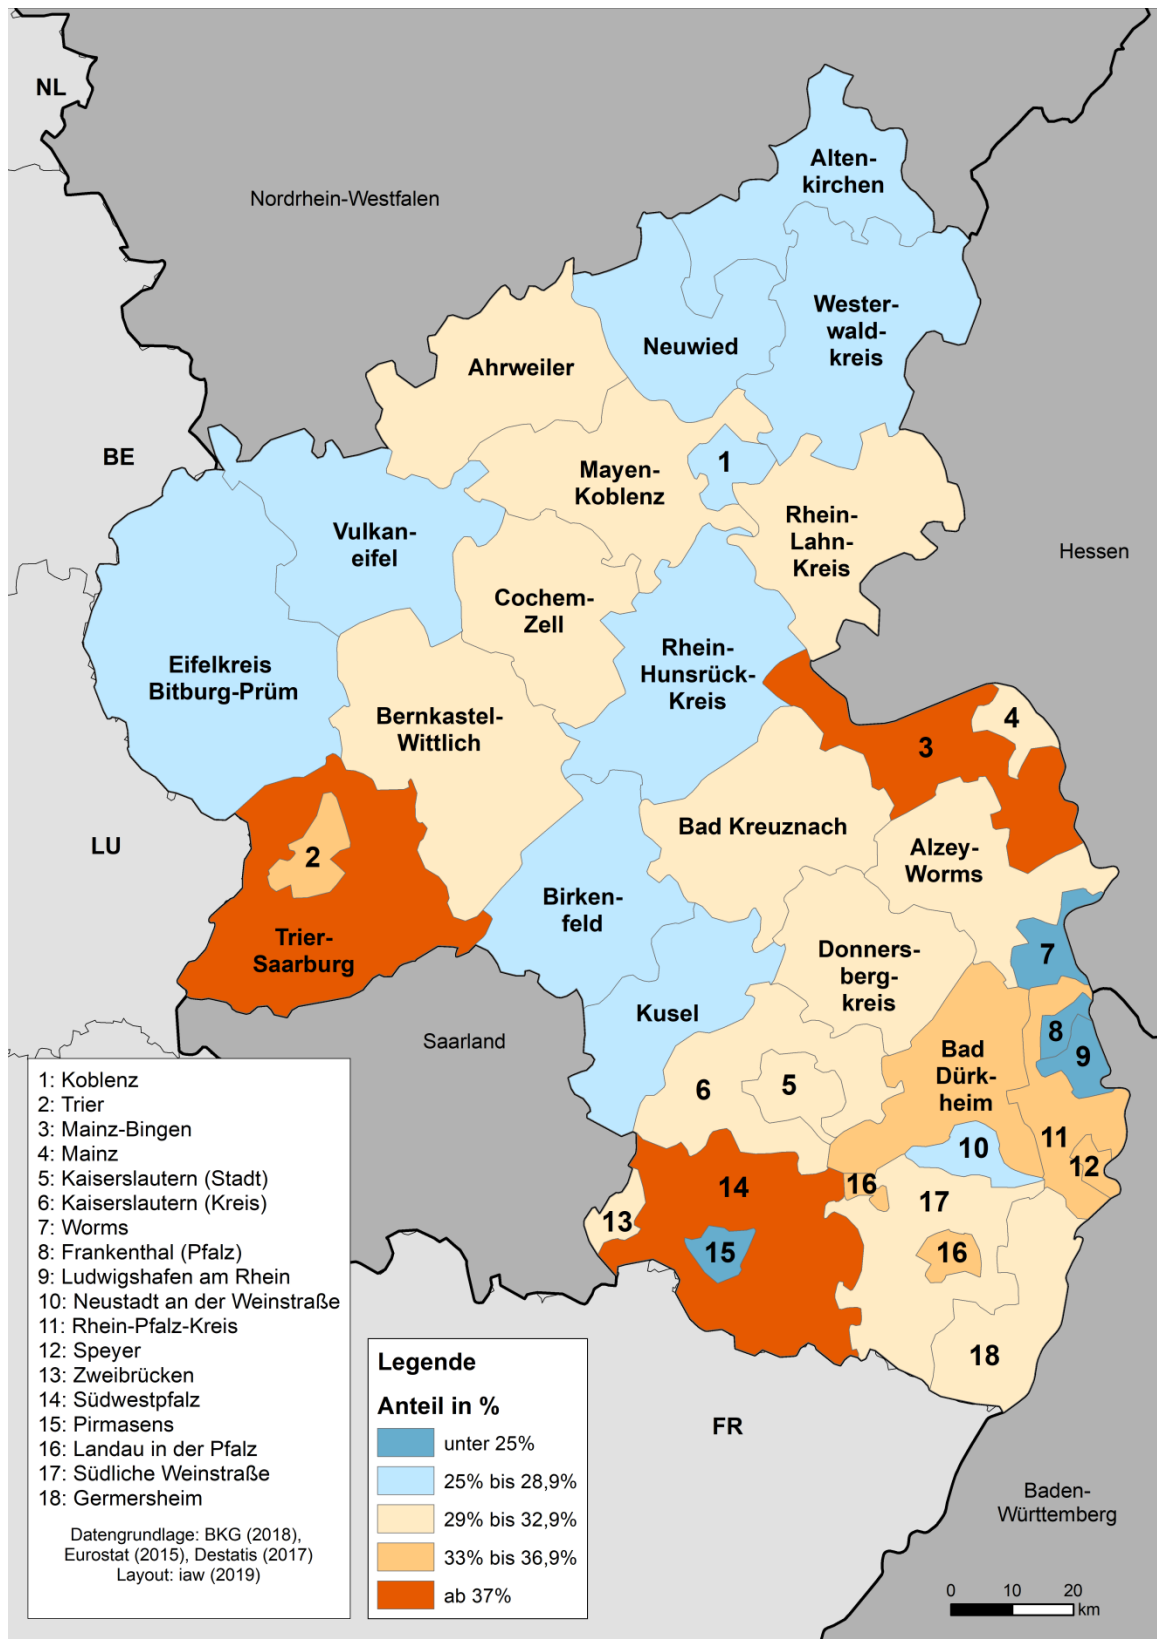 NL
Nordrhein-Westfalen
Alten-
kirchen
Wester-
wald-
kreis
Neuwied
Ahrweiler
BE
Mayen-
Koblenz
1
Vulkan-
eifel
Rhein-
Lahn-
Kreis
Hessen
Cochem-
Zell
Eifelkreis
Bitburg-Prüm
Rhein-
Hunsrück-
Kreis
Bernkastel-
Wittlich
4
3
LU
2
Bad Kreuznach
Alzey-
Worms
Birken-
feld
Trier-
Saarburg
Donners-
berg-
kreis
7
Kusel
Saarland
8
9
Bad
Dürk-
heim
6
5
11
10
12
14
16
17
13
15
16
18
FR
Baden-
Württemberg
1: Koblenz
2: Trier
3: Mainz-Bingen
4: Mainz
5: Kaiserslautern (Stadt)
6: Kaiserslautern (Kreis)
7: Worms
8: Frankenthal (Pfalz)
9: Ludwigshafen am Rhein
10: Neustadt an der Weinstraße
11: Rhein-Pfalz-Kreis
12: Speyer
13: Zweibrücken
14: Südwestpfalz
15: Pirmasens
16: Landau in der Pfalz
17: Südliche Weinstraße
18: Germersheim
Datengrundlage: BKG (2018),
Eurostat (2015), Destatis (2017)
Layout: iaw (2019)
Legende
Anteil in %
unter 25%
25% bis 28,9%
29% bis 32,9%
33% bis 36,9%
ab 37%
0 10 20
km